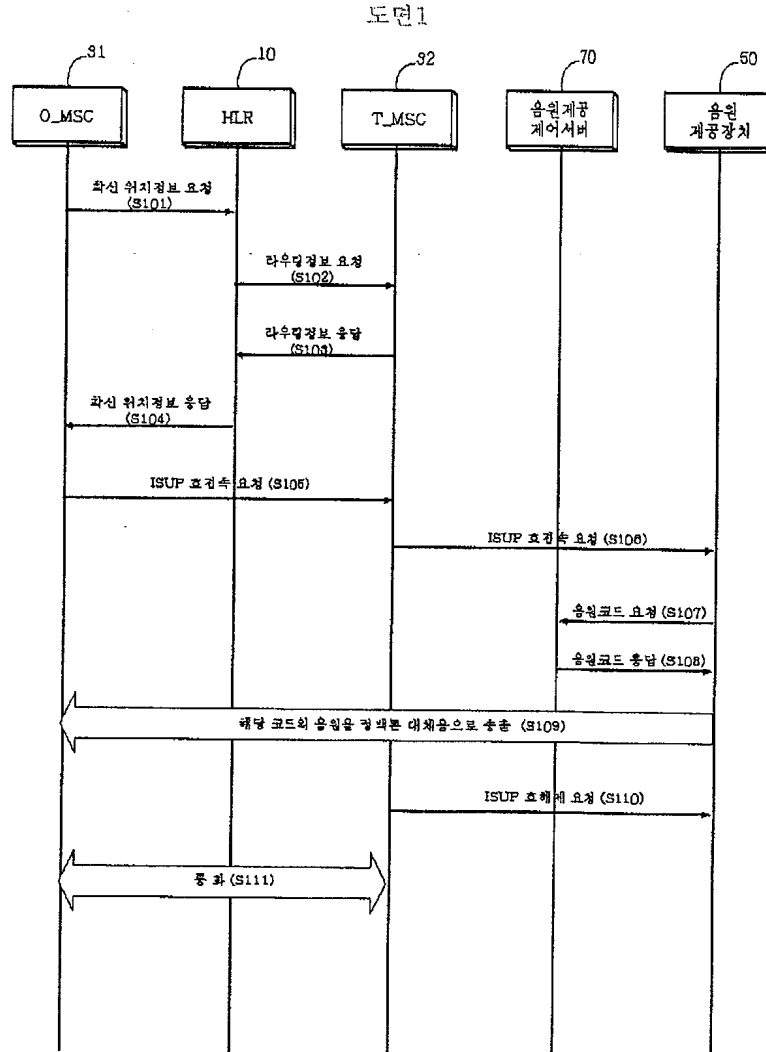 도면1
31
10
32
70
50
O_MSC
HLR
T_MSC
음원제공
제어서버
음원
제공장치
착신 위치정보 요청
(S101)
라우팅정보 요청
(S102)
라우팅정보 응답
(S103)
착신 위치정보 응답
(S104)
ISUP 호접속 요청 (S105)
ISUP 호접속 요청 (S106)
음원코드 요청 (S107)
음원코드 응답 (S108)
해당 코드의 음원을 링백톤 대체음으로 송출 (S109)
ISUP 호해제 요청 (S110)
통 화 (S111)